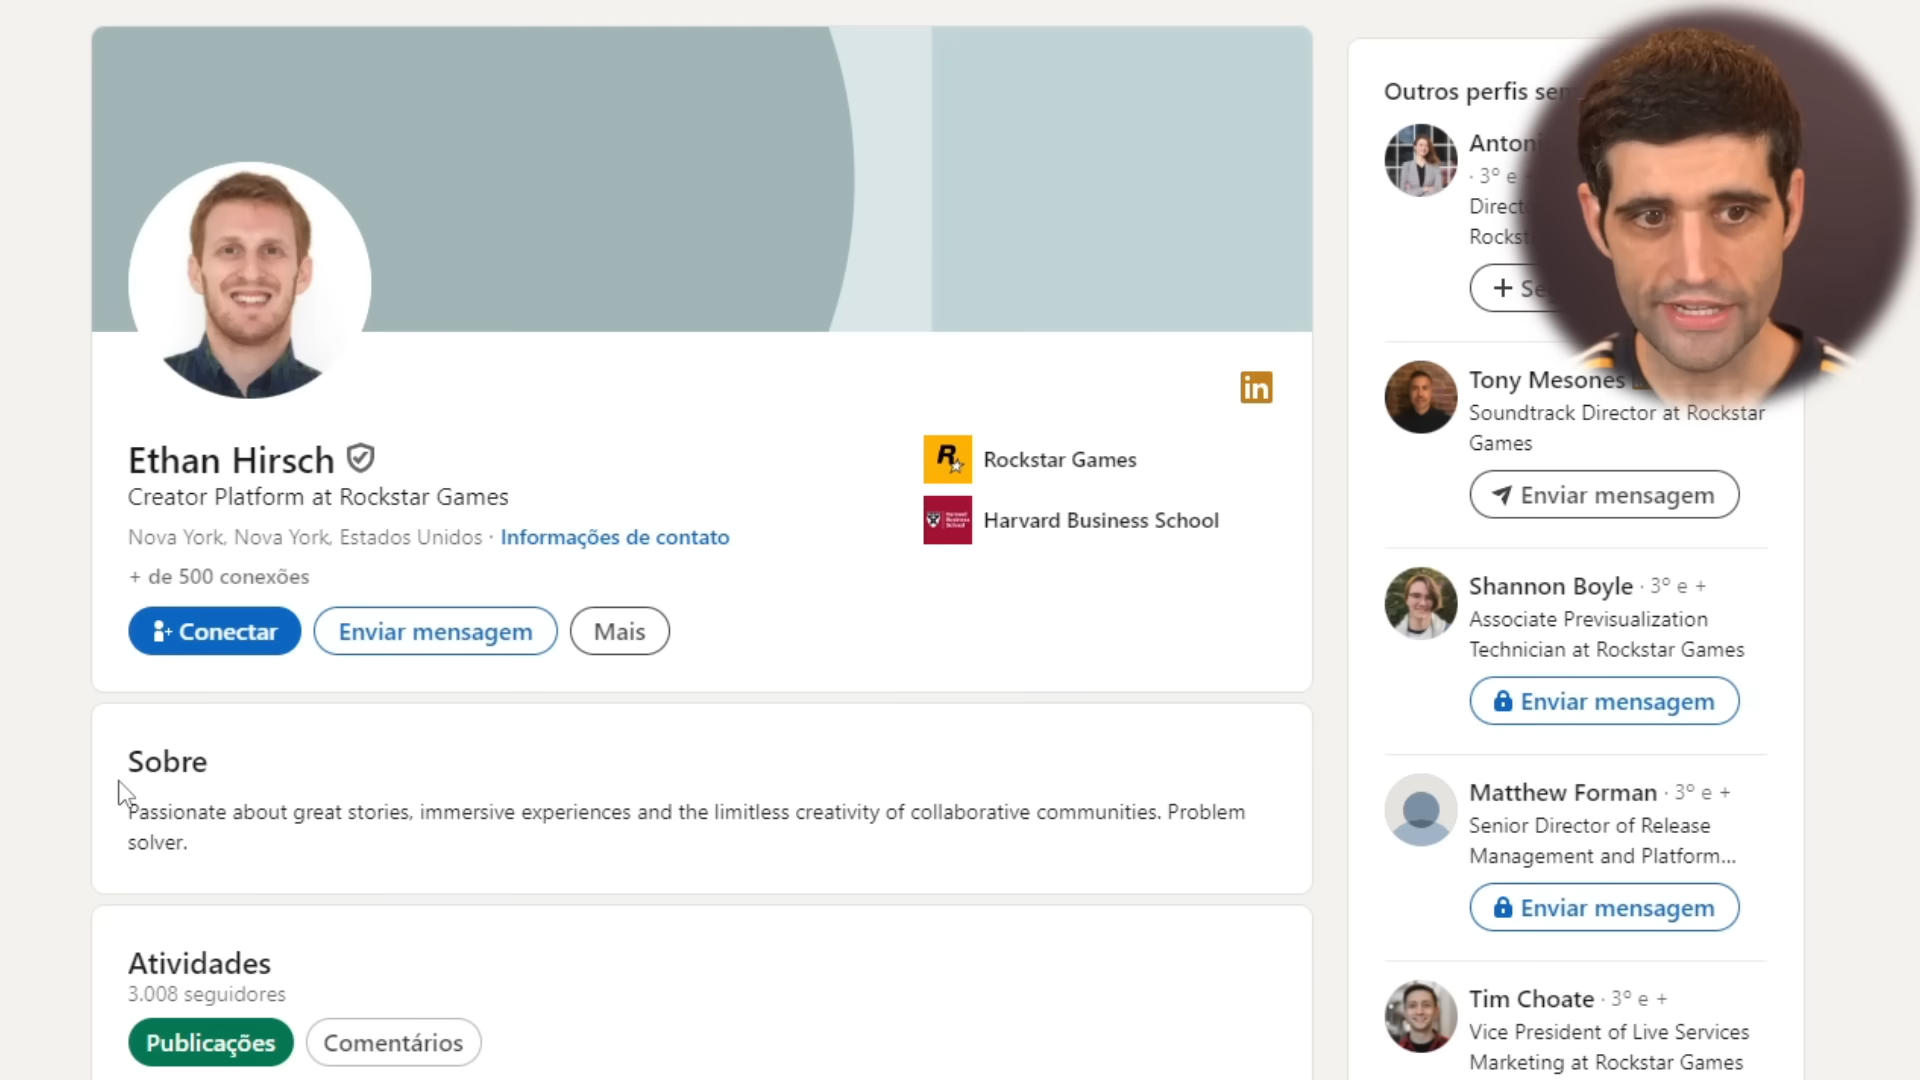 Ethan Hirsch
Creator Platform at Rockstar Games
Nova York, Nova York, Estados Unidos · Informações de contato
+ de 500 conexões
Conectar
Enviar mensagem
Mais
in
Rockstar Games
Harvard Business School
Sobre
Passionate about great stories, immersive experiences and the limitless creativity of collaborative communities. Problem
solver.
Atividades
3.008 seguidores
Publicações
Comentários
Outros perfis
· 3º e
Tony Mesones
Soundtrack Director at Rockstar
Games
Enviar mensagem
Shannon Boyle · 3º e +
Associate Previsualization
Technician at Rockstar Games
Enviar mensagem
Matthew Forman · 3º e +
Senior Director of Release
Management and Platform...
Enviar mensagem
Tim Choate · 3º e +
Vice President of Live Services
Marketing at Rockstar Games